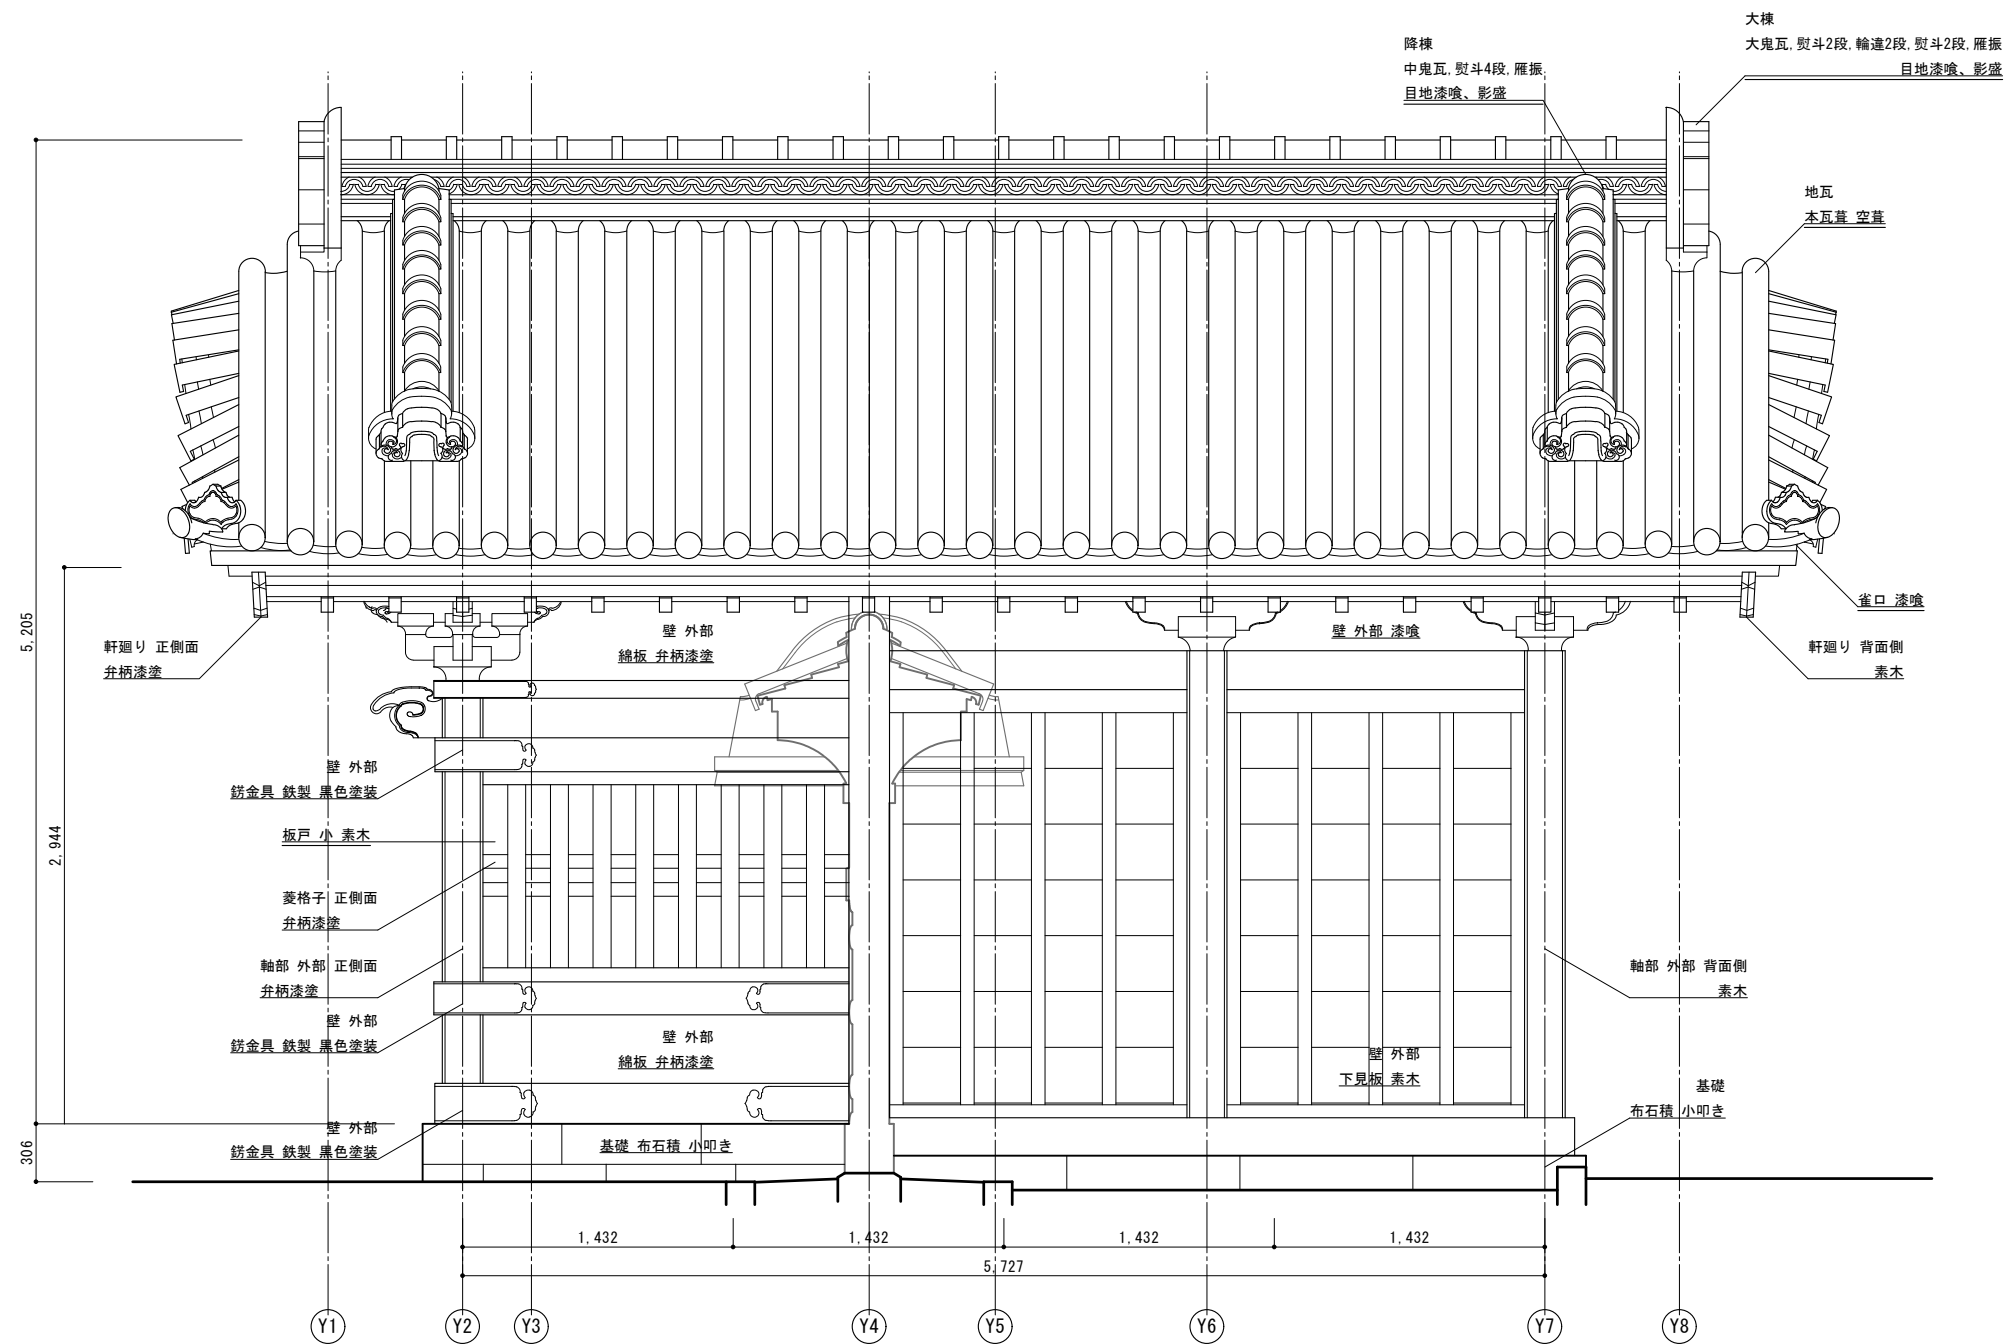 大棟
大鬼瓦, 熨斗2段, 輪違2段, 熨斗2段, 雁振
目地漆喰、影盛
降棟
中鬼瓦, 熨斗4段, 雁振
目地漆喰、影盛
地瓦
本瓦葺 空葺
雀口 漆喰
軒廻り 正側面
弁柄漆塗
壁 外部
綿板 弁柄漆塗
壁 外部 漆喰
軒廻り 背面側
素木
5,205
2,944
306
壁 外部
錺金具 鉄製 黒色塗装
板戸 小 素木
菱格子 正側面
弁柄漆塗
軸部 外部 正側面
弁柄漆塗
壁 外部
錺金具 鉄製 黒色塗装
壁 外部
綿板 弁柄漆塗
壁 外部
錺金具 鉄製 黒色塗装
基礎 布石積 小叩き
軸部 外部 背面側
素木
壁 外部
下見板 素木
基礎
布石積 小叩き
1,432
1,432
1,432
1,432
5,727
Y1
Y2
Y3
Y4
Y5
Y6
Y7
Y8